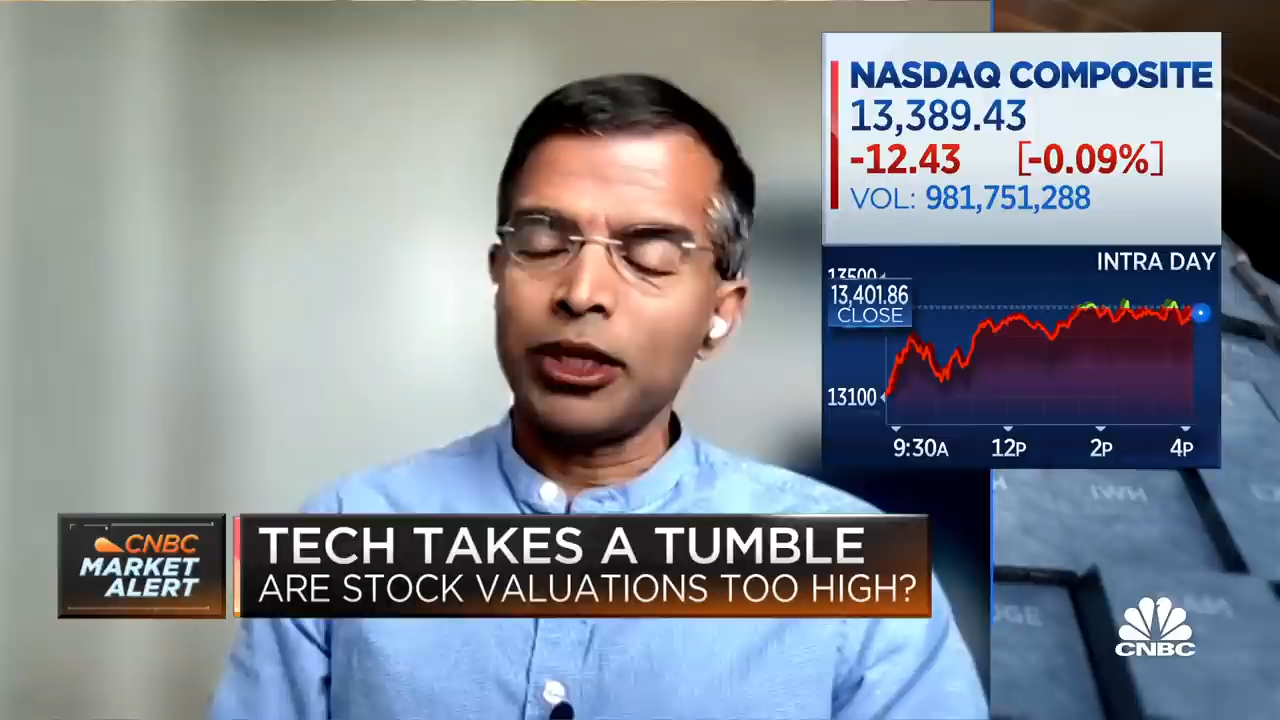 NASDAQ COMPOSITE
13,389.43
-12.43 [-0.09%]
VOL: 981,751,288
INTRA DAY
13500
13,401.86
CLOSE
13100
9:30A 12P 2P 4P
CNBC
MARKET
ALERT
TECH TAKES A TUMBLE
ARE STOCK VALUATIONS TOO HIGH?
IWH
CNBC